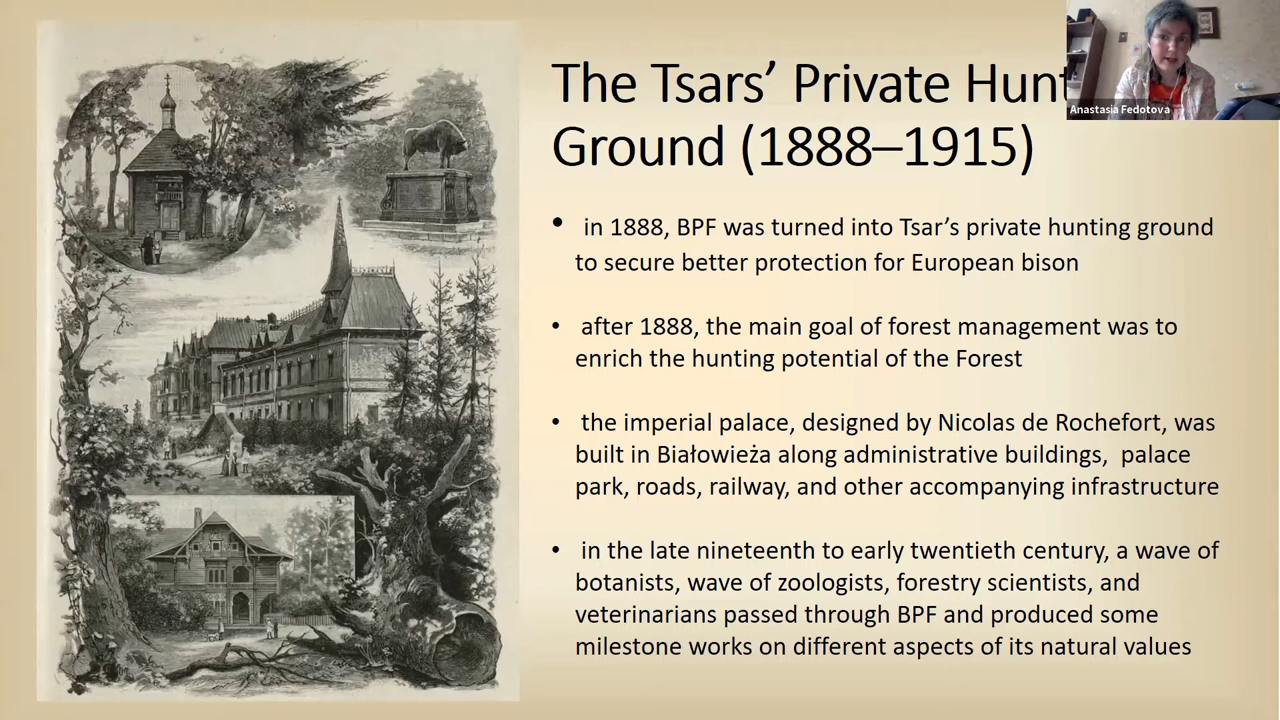 The Tsars’ Private Hunt
Ground (1888–1915)
Anastasia Fedotova
• in 1888, BPF was turned into Tsar’s private hunting ground
to secure better protection for European bison
• after 1888, the main goal of forest management was to
enrich the hunting potential of the Forest
• the imperial palace, designed by Nicolas de Rochefort, was
built in Białowieża along administrative buildings, palace
park, roads, railway, and other accompanying infrastructure
• in the late nineteenth to early twentieth century, a wave of
botanists, wave of zoologists, forestry scientists, and
veterinarians passed through BPF and produced some
milestone works on different aspects of its natural values